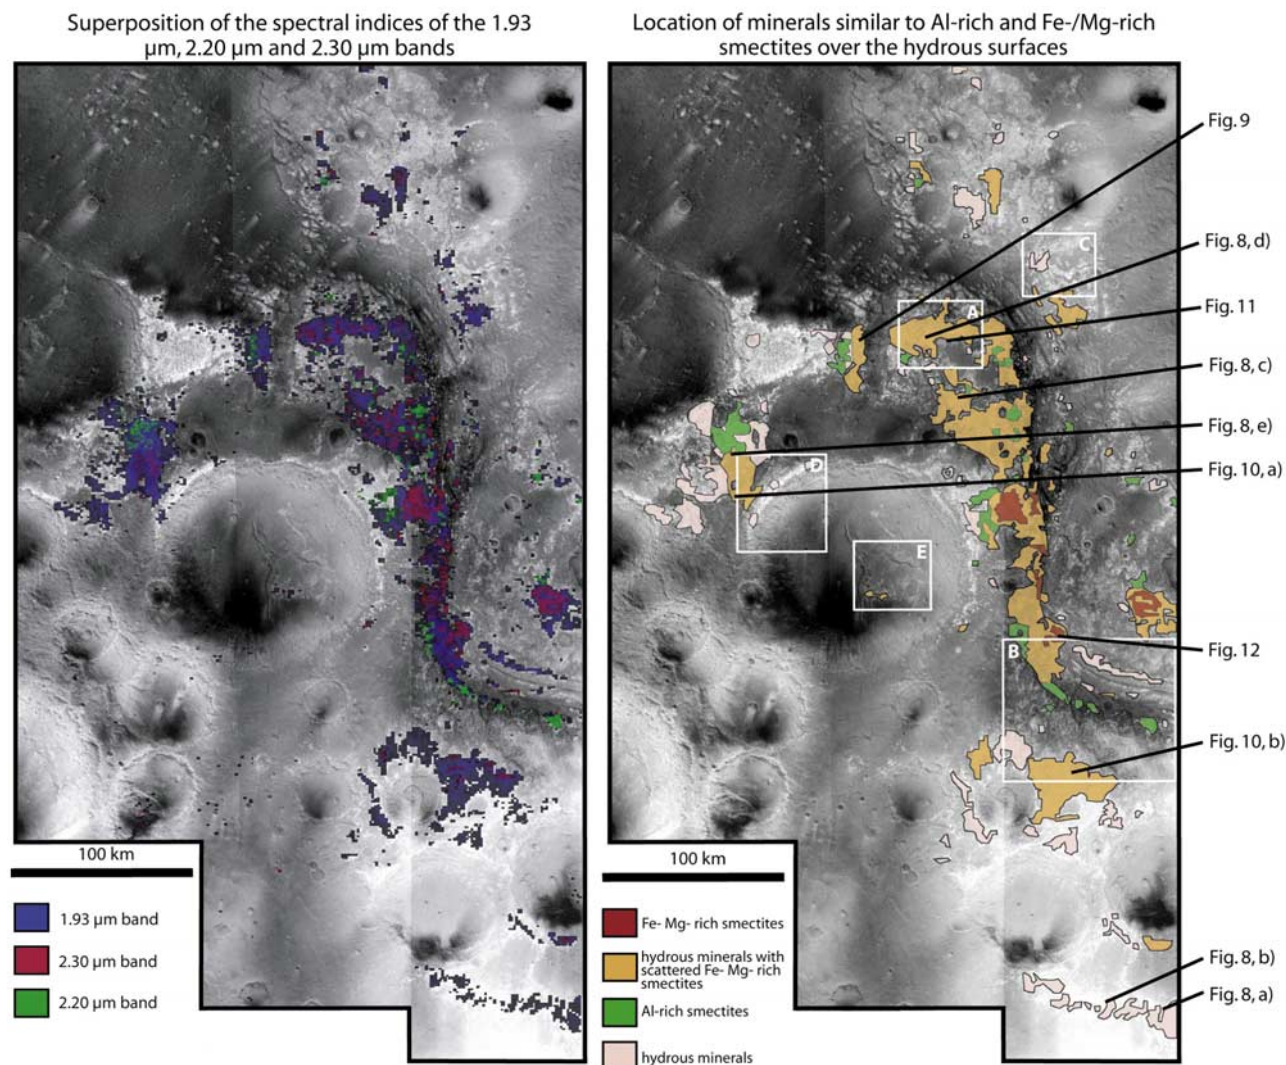 Superposition of the spectral indices of the 1.93
µm, 2.20 µm and 2.30 µm bands
Location of minerals similar to Al-rich and Fe-/Mg-rich
smectites over the hydrous surfaces
Fig. 9
C
Fig. 8, d)
A
Fig. 11
Fig. 8, c)
Fig. 8, e)
D
Fig. 10, a)
E
B
Fig. 12
Fig. 10, b)
Fig. 8, b)
Fig. 8, a)
100 km
1.93 µm band
2.30 µm band
2.20 µm band
100 km
Fe- Mg- rich smectites
hydrous minerals with
scattered Fe- Mg- rich
smectites
Al-rich smectites
hydrous minerals